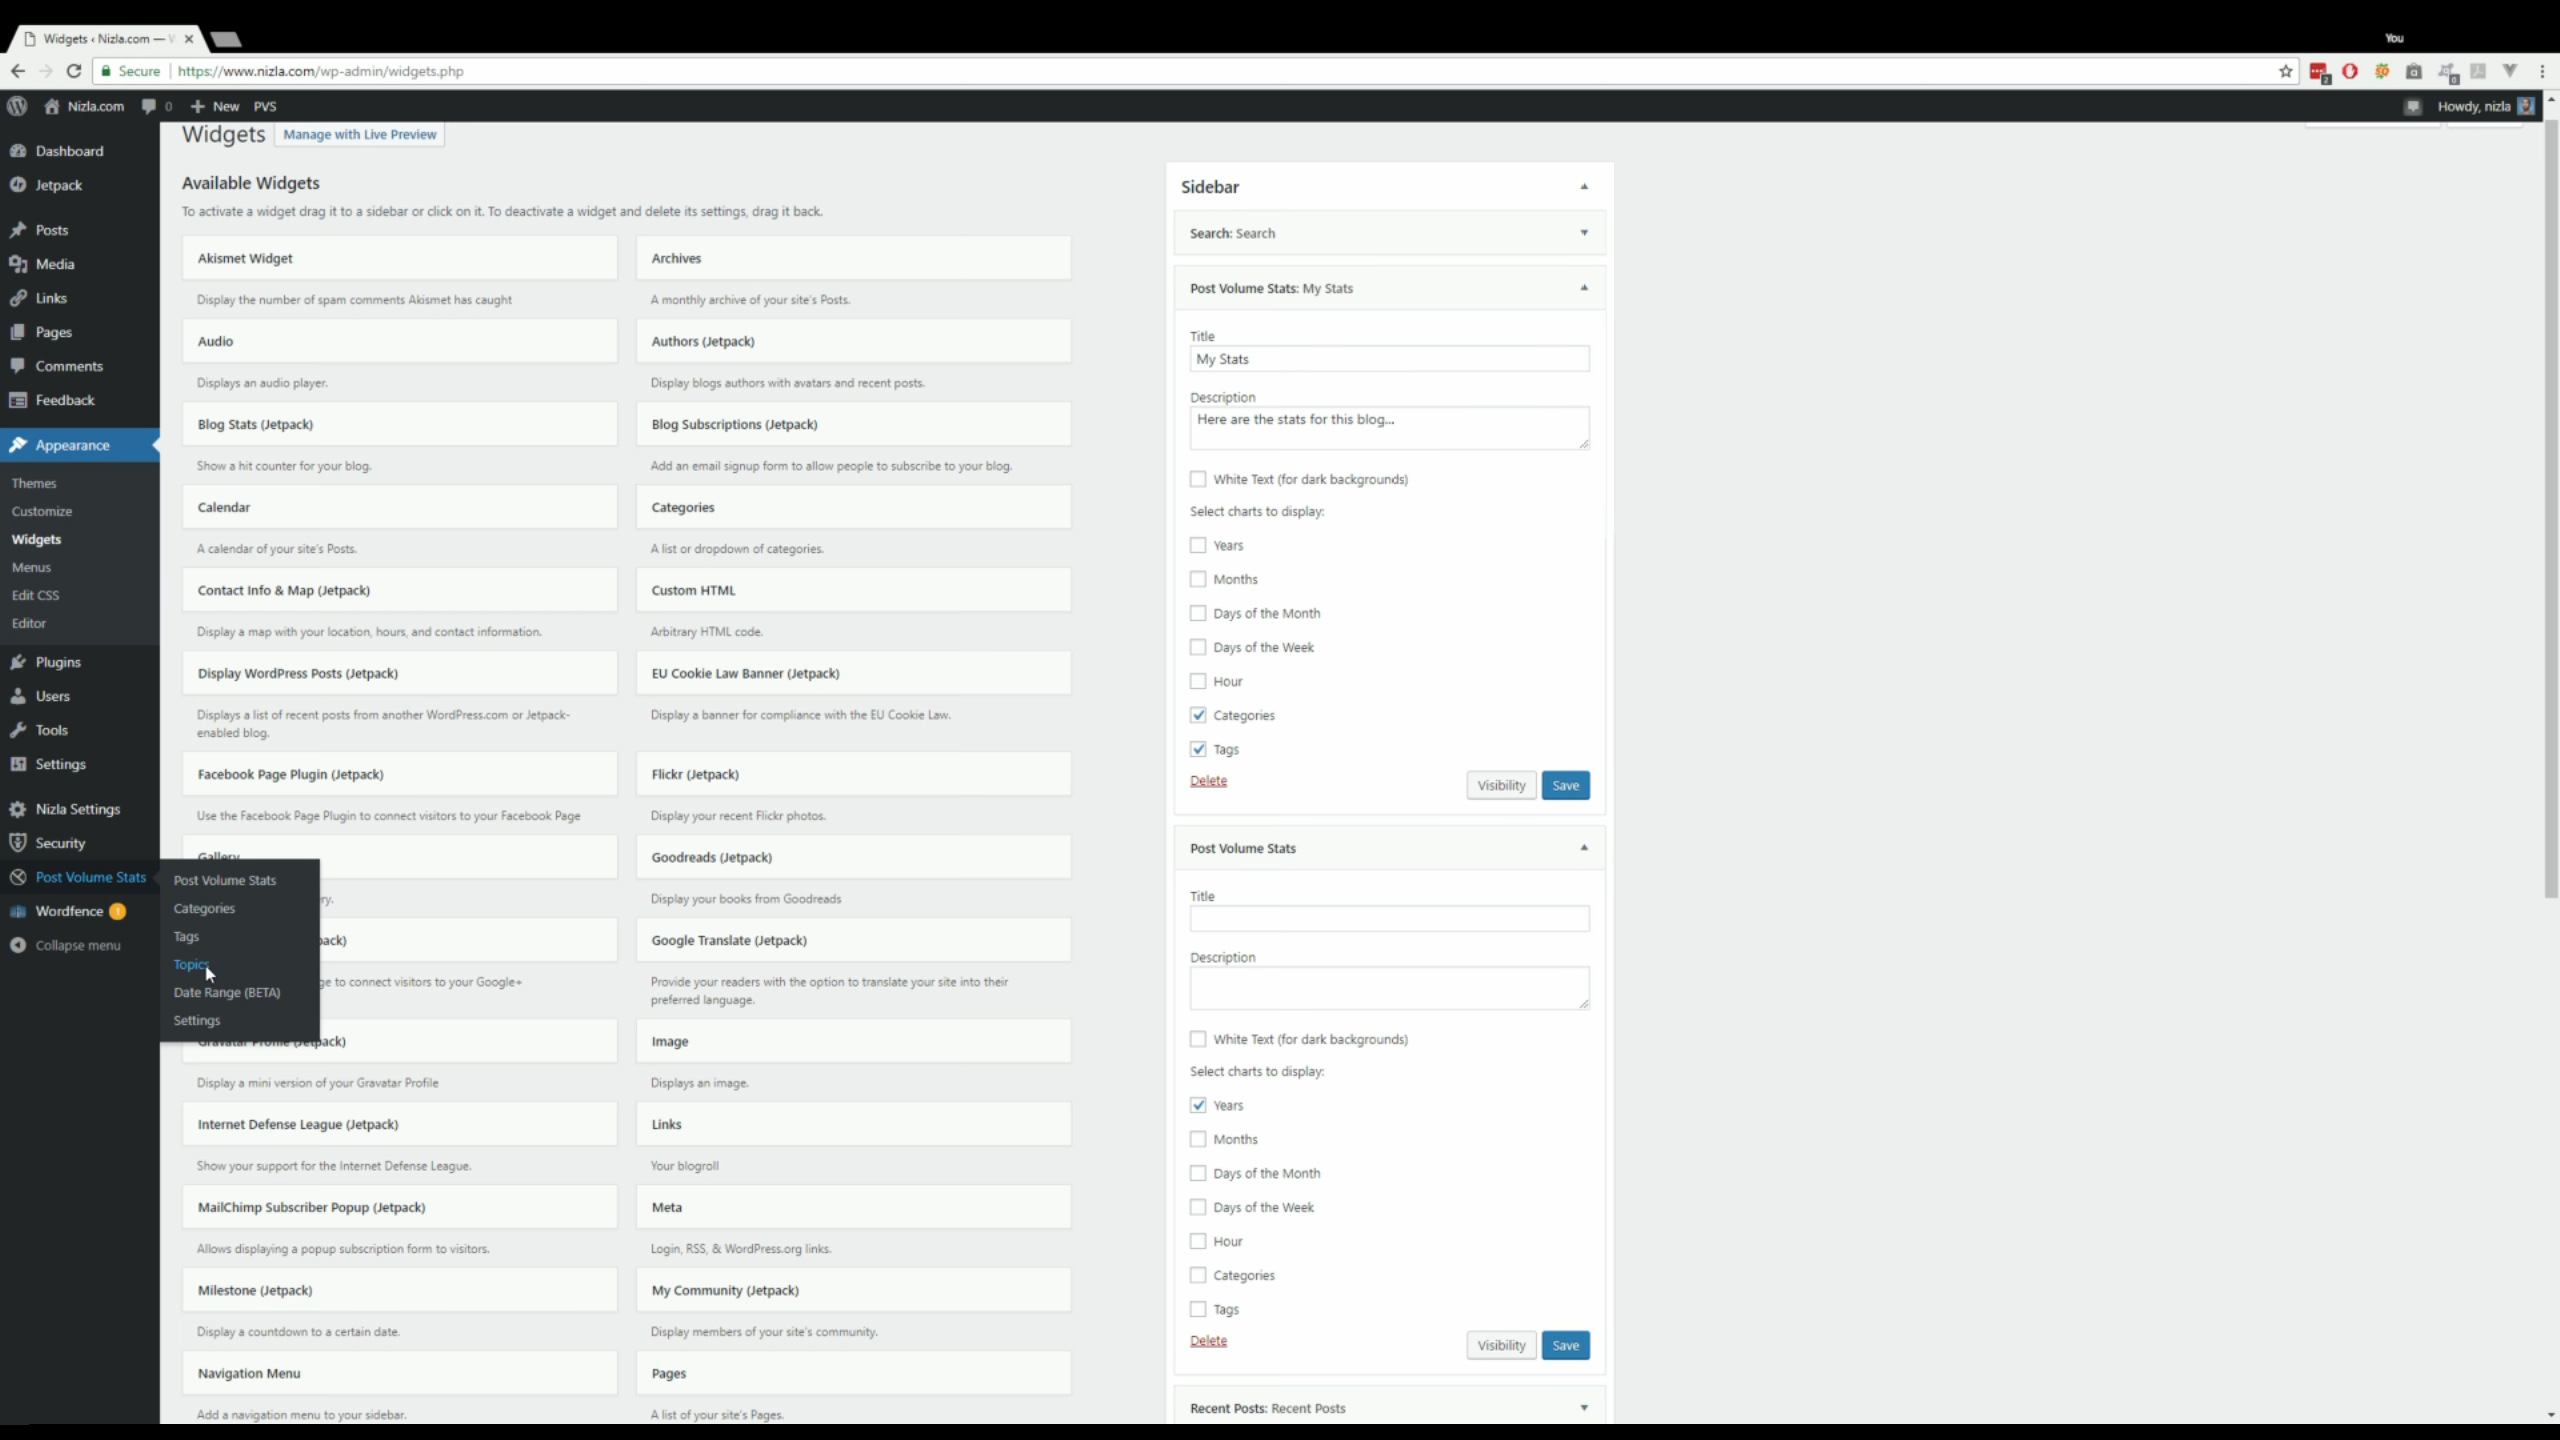 Widgets ‹ Nizla.com —
You
Secure
https://www.nizla.com/wp-admin/widgets.php
Nizla.com
0
New
PVS
Howdy, nizla
Dashboard
Jetpack
Posts
Media
Links
Pages
Comments
Feedback
Appearance
Themes
Customize
Widgets
Menus
Edit CSS
Editor
Plugins
Users
Tools
Settings
Nizla Settings
Security
Post Volume Stats
Wordfence 1
Collapse menu
Post Volume Stats
Categories
Tags
Topics
Date Range (BETA)
Settings
Widgets
Manage with Live Preview
Available Widgets
To activate a widget drag it to a sidebar or click on it. To deactivate a widget and delete its settings, drag it back.
Akismet Widget
Display the number of spam comments Akismet has caught
Archives
A monthly archive of your site's Posts.
Audio
Displays an audio player.
Authors (Jetpack)
Display blogs authors with avatars and recent posts.
Blog Stats (Jetpack)
Show a hit counter for your blog.
Blog Subscriptions (Jetpack)
Add an email signup form to allow people to subscribe to your blog.
Calendar
A calendar of your site's Posts.
Categories
A list or dropdown of categories.
Contact Info & Map (Jetpack)
Display a map with your location, hours, and contact information.
Custom HTML
Arbitrary HTML code.
Display WordPress Posts (Jetpack)
Displays a list of recent posts from another WordPress.com or Jetpack-
enabled blog.
EU Cookie Law Banner (Jetpack)
Display a banner for compliance with the EU Cookie Law.
Facebook Page Plugin (Jetpack)
Use the Facebook Page Plugin to connect visitors to your Facebook Page
Flickr (Jetpack)
Display your recent Flickr photos.
Gallery
ry.
Goodreads (Jetpack)
Display your books from Goodreads
pack)
ge to connect visitors to your Google+
Google Translate (Jetpack)
Provide your readers with the option to translate your site into their
preferred language.
Gravatar Profile (Jetpack)
Display a mini version of your Gravatar Profile
Image
Displays an image.
Internet Defense League (Jetpack)
Show your support for the Internet Defense League.
Links
Your blogroll
MailChimp Subscriber Popup (Jetpack)
Allows displaying a popup subscription form to visitors.
Meta
Login, RSS, & WordPress.org links.
Milestone (Jetpack)
Display a countdown to a certain date.
My Community (Jetpack)
Display members of your site's community.
Navigation Menu
Add a navigation menu to your sidebar.
Pages
A list of your site's Pages.
Sidebar
Search: Search
Post Volume Stats: My Stats
Title
My Stats
Description
Here are the stats for this blog...
White Text (for dark backgrounds)
Select charts to display:
Years
Months
Days of the Month
Days of the Week
Hour
Categories
Tags
Delete
Visibility
Save
Post Volume Stats
Title
Description
White Text (for dark backgrounds)
Select charts to display:
Years
Months
Days of the Month
Days of the Week
Hour
Categories
Tags
Delete
Visibility
Save
Recent Posts: Recent Posts